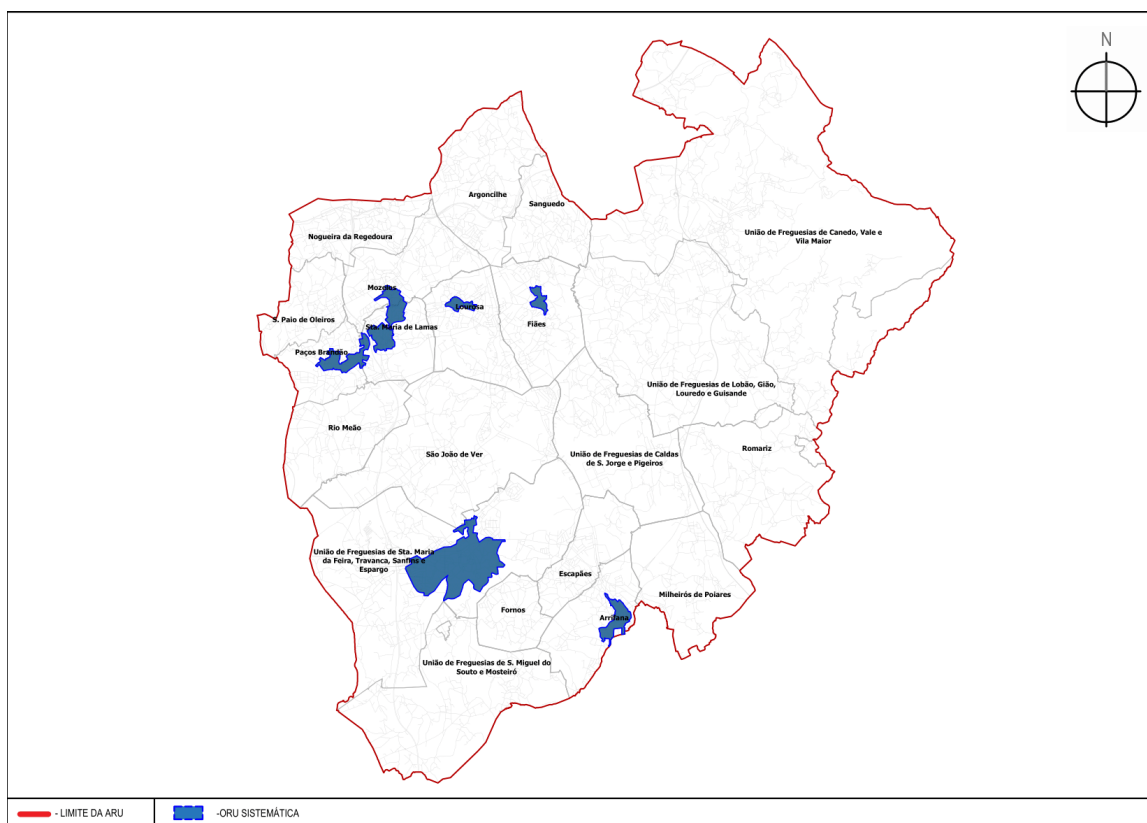 N
Argoncilhe
Sanguedo
União de Freguesias de Canedo, Vale e
Vila Maior
Nogueira da Regedoura
Mozelos
Lourosa
Fiães
S. Paio de Oleiros
Sta. Maria de Lamas
Paços Brandão
União de Freguesias de Lobão, Gião,
Louredo e Guisande
Rio Meão
São João de Ver
União de Freguesias de Caldas
de S. Jorge e Pigeiros
Romariz
União de Freguesias de Sta. Maria
da Feira, Travanca, Sanfins e
Espargo
Escapães
Fornos
Arrifana
Milheirós de Poiares
União de Freguesias de S. Miguel do
Souto e Mosteiró
- LIMITE DA ARU
-ORU SISTEMÁTICA